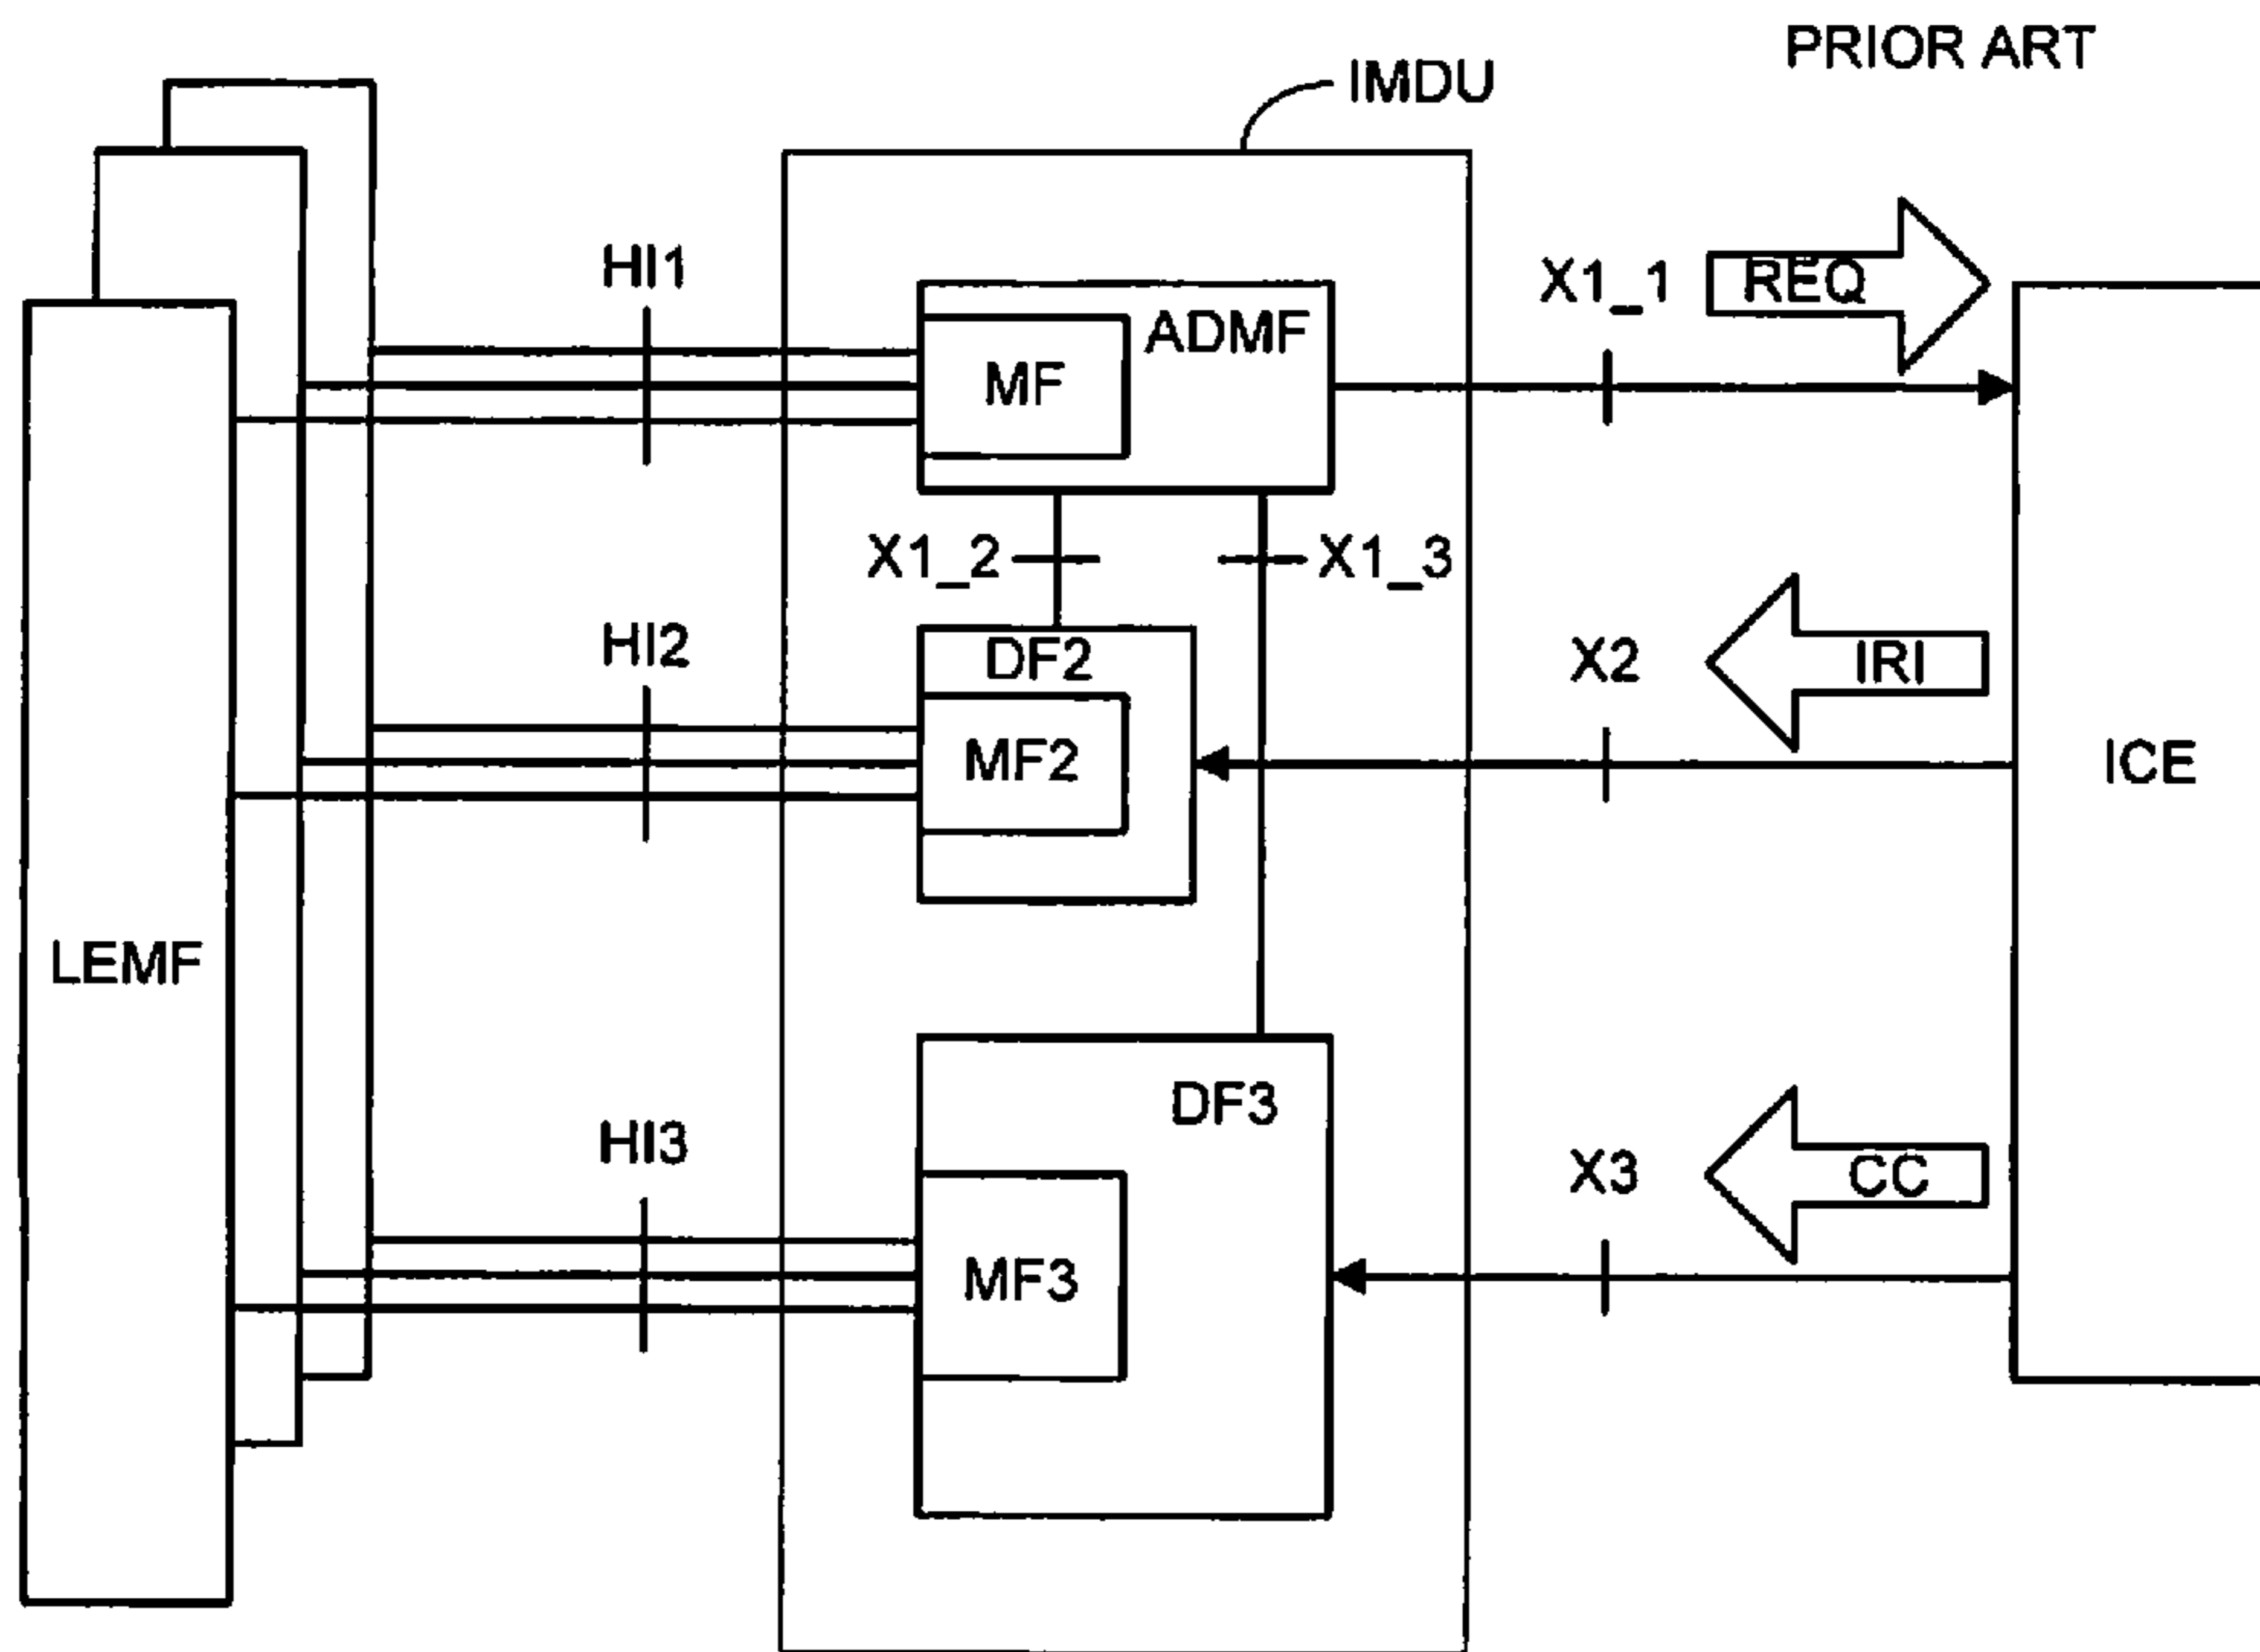 PRIOR ART
IMDU
HI1
ADMF
MF
X1_1
REQ
X1_2
X1_3
HI2
DF2
MF2
X2
IRI
ICE
LEMF
HI3
DF3
MF3
X3
CC